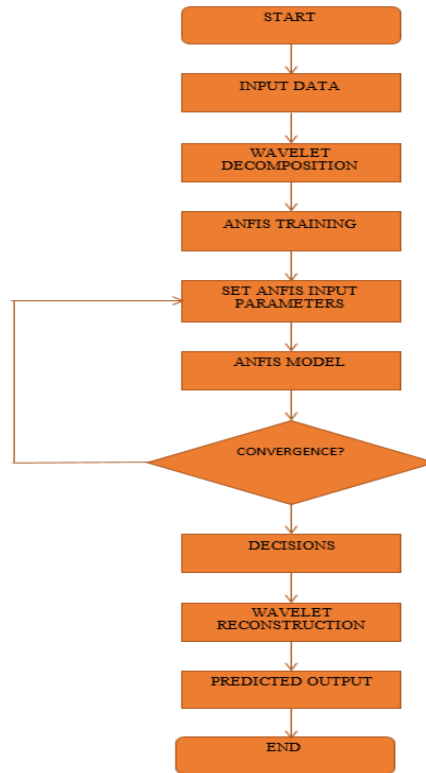 START
INPUT DATA
WAVELET
DECOMPOSITION
ANFIS TRAINING
SET ANFIS INPUT
PARAMETERS
ANFIS MODEL
CONVERGENCE?
DECISIONS
WAVELET
RECONSTRUCTION
PREDICTED OUTPUT
END